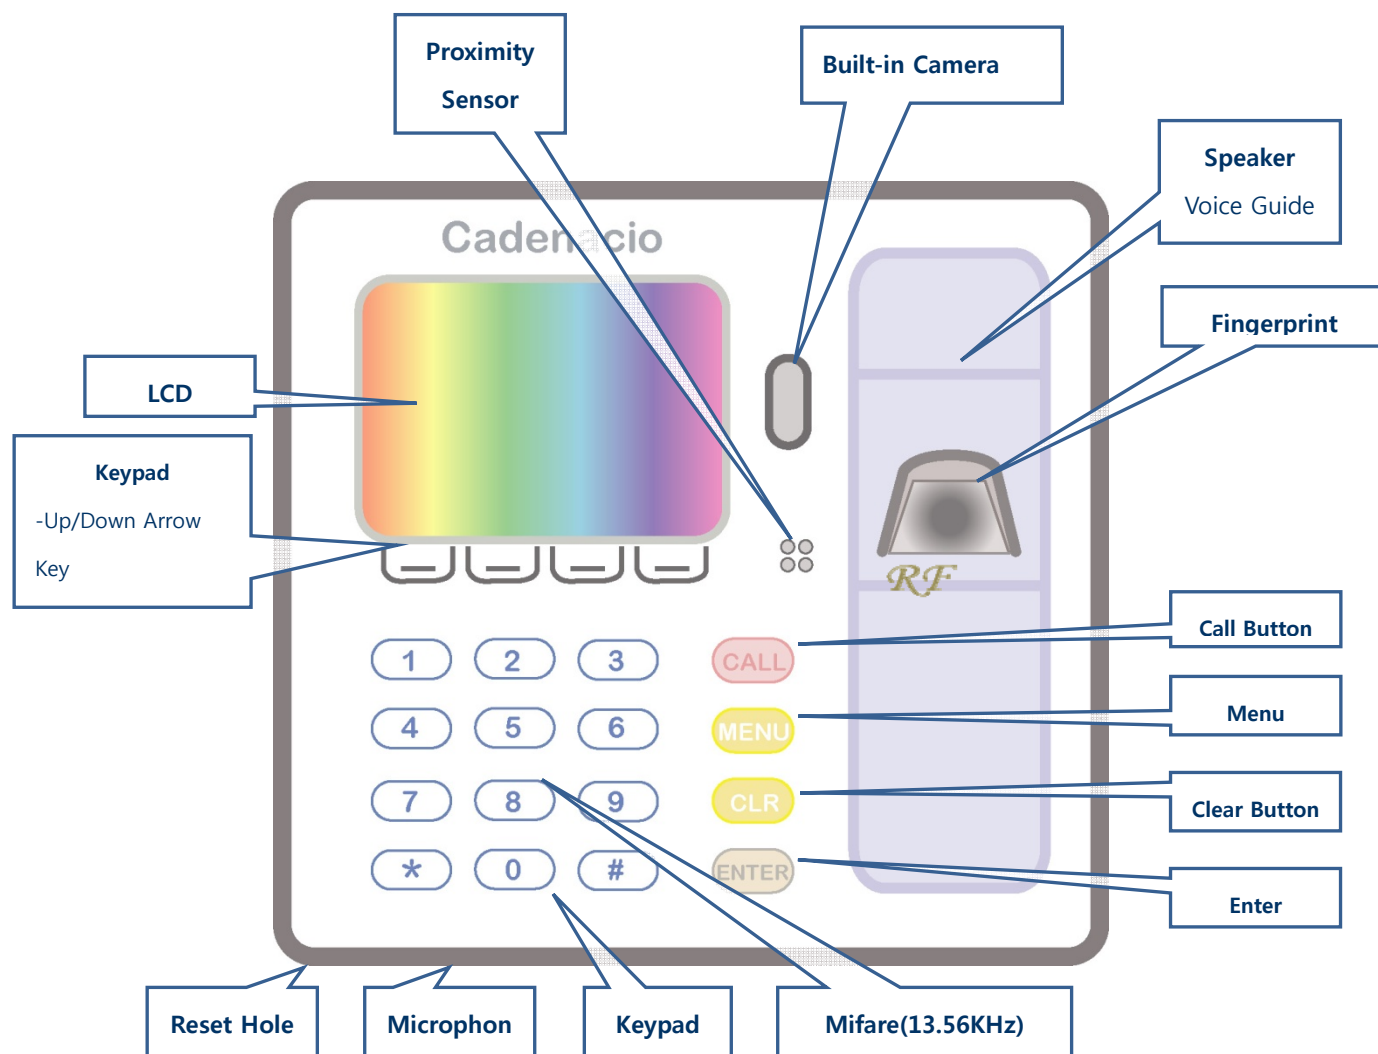 Proximity
Sensor
Built-in Camera
Speaker
Voice Guide
Cadenacio
Fingerprint
LCD
Keypad
-Up/Down Arrow
Key
RF
1 2 3 CALL
Call Button
4 5 6 MENU
Menu
7 8 9 CLR
Clear Button
* 0 # ENTER
Enter
Reset Hole
Microphon
Keypad
Mifare(13.56KHz)